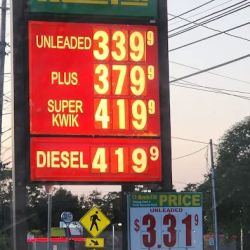 UNLEADED 339 9
PLUS 379 9
SUPER
KWIK 419 9
DIESEL 419 9
PRICE
UNLEADED
$3.31 9